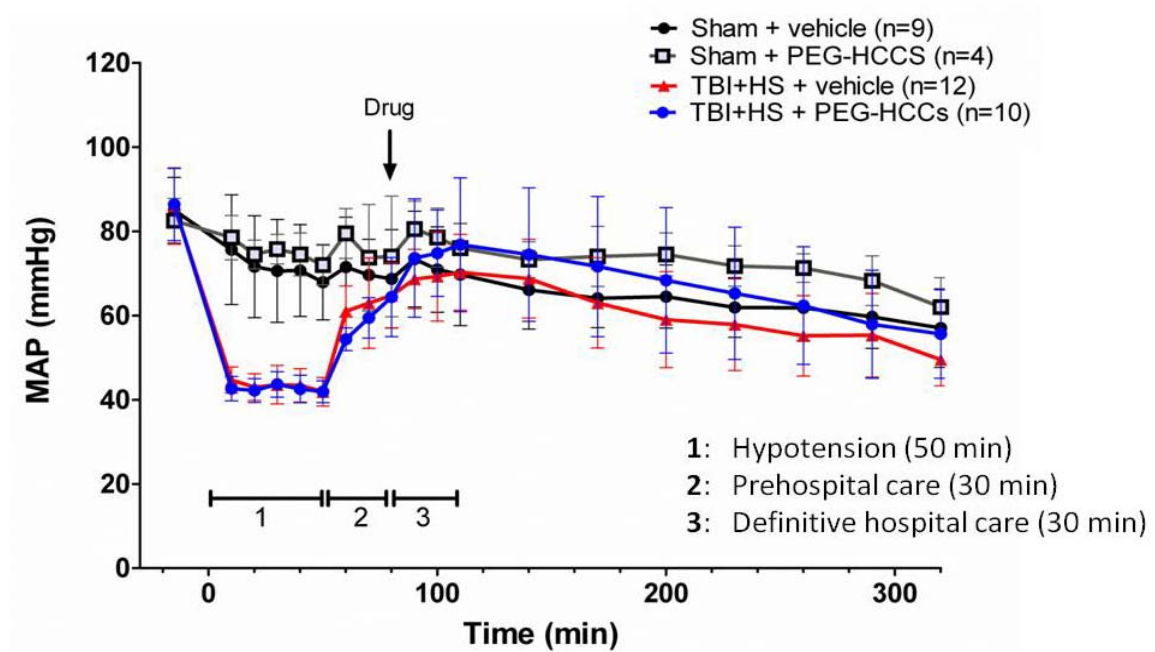 Sham + vehicle (n=9)
Sham + PEG-HCCS (n=4)
TBI+HS + vehicle (n=12)
TBI+HS + PEG-HCCs (n=10)
Drug
MAP (mmHg)
120
100
80
60
40
20
0
1 2 3
1: Hypotension (50 min)
2: Prehospital care (30 min)
3: Definitive hospital care (30 min)
0 100 200 300
Time (min)